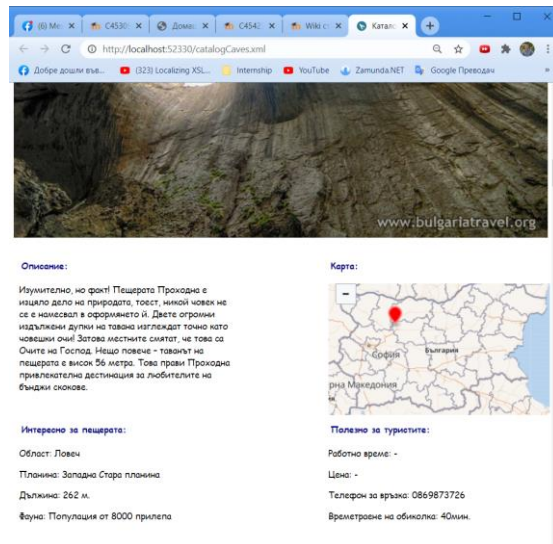 (6) Ме
C4530
Домас
C4542
Wiki с
Катало
http://localhost:52330/catalogCaves.xml
Добре дошли във...
(323) Localizing XSL...
Internship
YouTube
Zamunda.NET
Google Преводач
»
www.bulgariatravel.org
Описание:
Изумително, но факт! Пещерата Проходна е
изцяло дело на природата, тоест, никой човек не
се е намесвал в оформянето й. Двете огромни
издължени дупки на тавана изглеждат точно като
човешки очи! Затова местните смятат, че това са
Очите на Господ. Нещо повече - таванът на
пещерата е висок 56 метра. Това прави Проходна
привлекателна дестинация за любителите на
бънджи скокове.
Карта:
−
София
България
рна Македония
Интересно за пещерата:
Област: Ловеч
Планина: Западна Стара планина
Дължина: 262 м.
Фауна: Популация от 8000 прилепа
Полезно за туристите:
Работно време: -
Цена: -
Телефон за връзка: 0869873726
Времетраене на обиколка: 40мин.